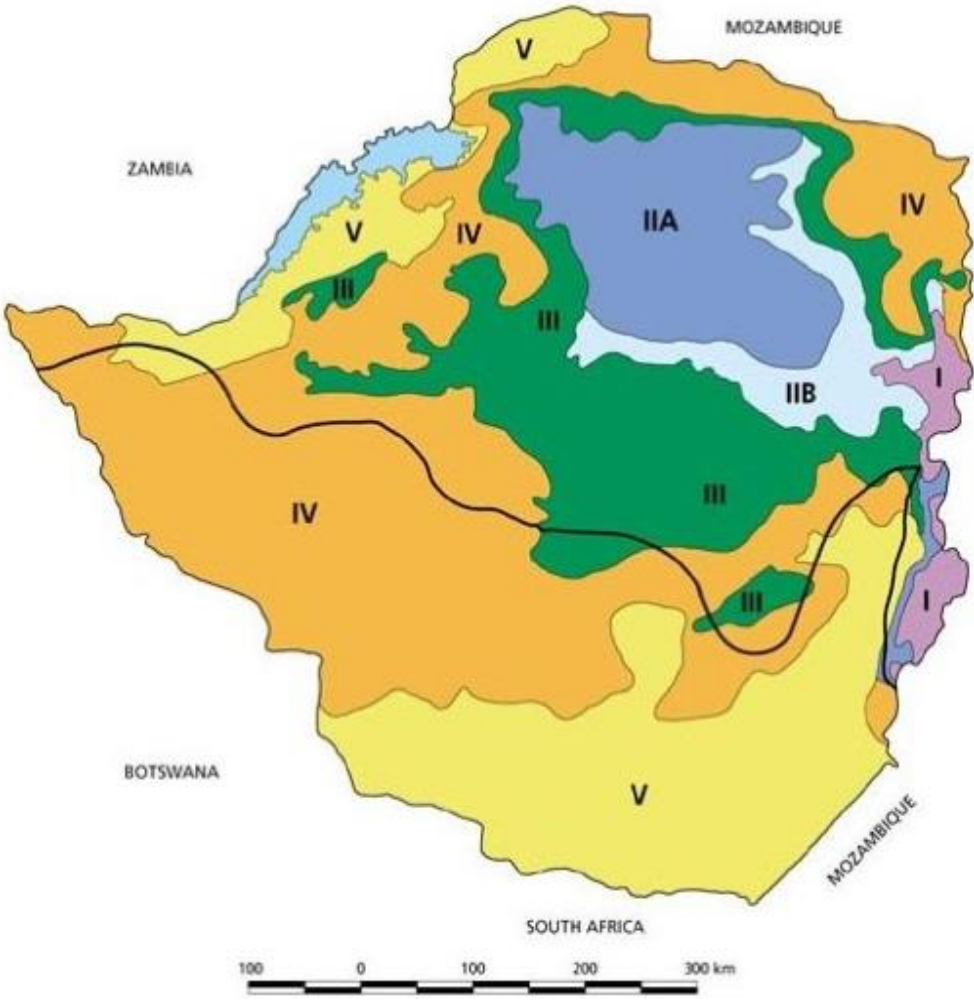 MOZAMBIQUE
V
ZAMBIA
IV
IIA
V
IV
III
III
I
IIB
III
IV
III
I
BOTSWANA
V
MOZAMBIQUE
SOUTH AFRICA
100 0 100 200 300 km